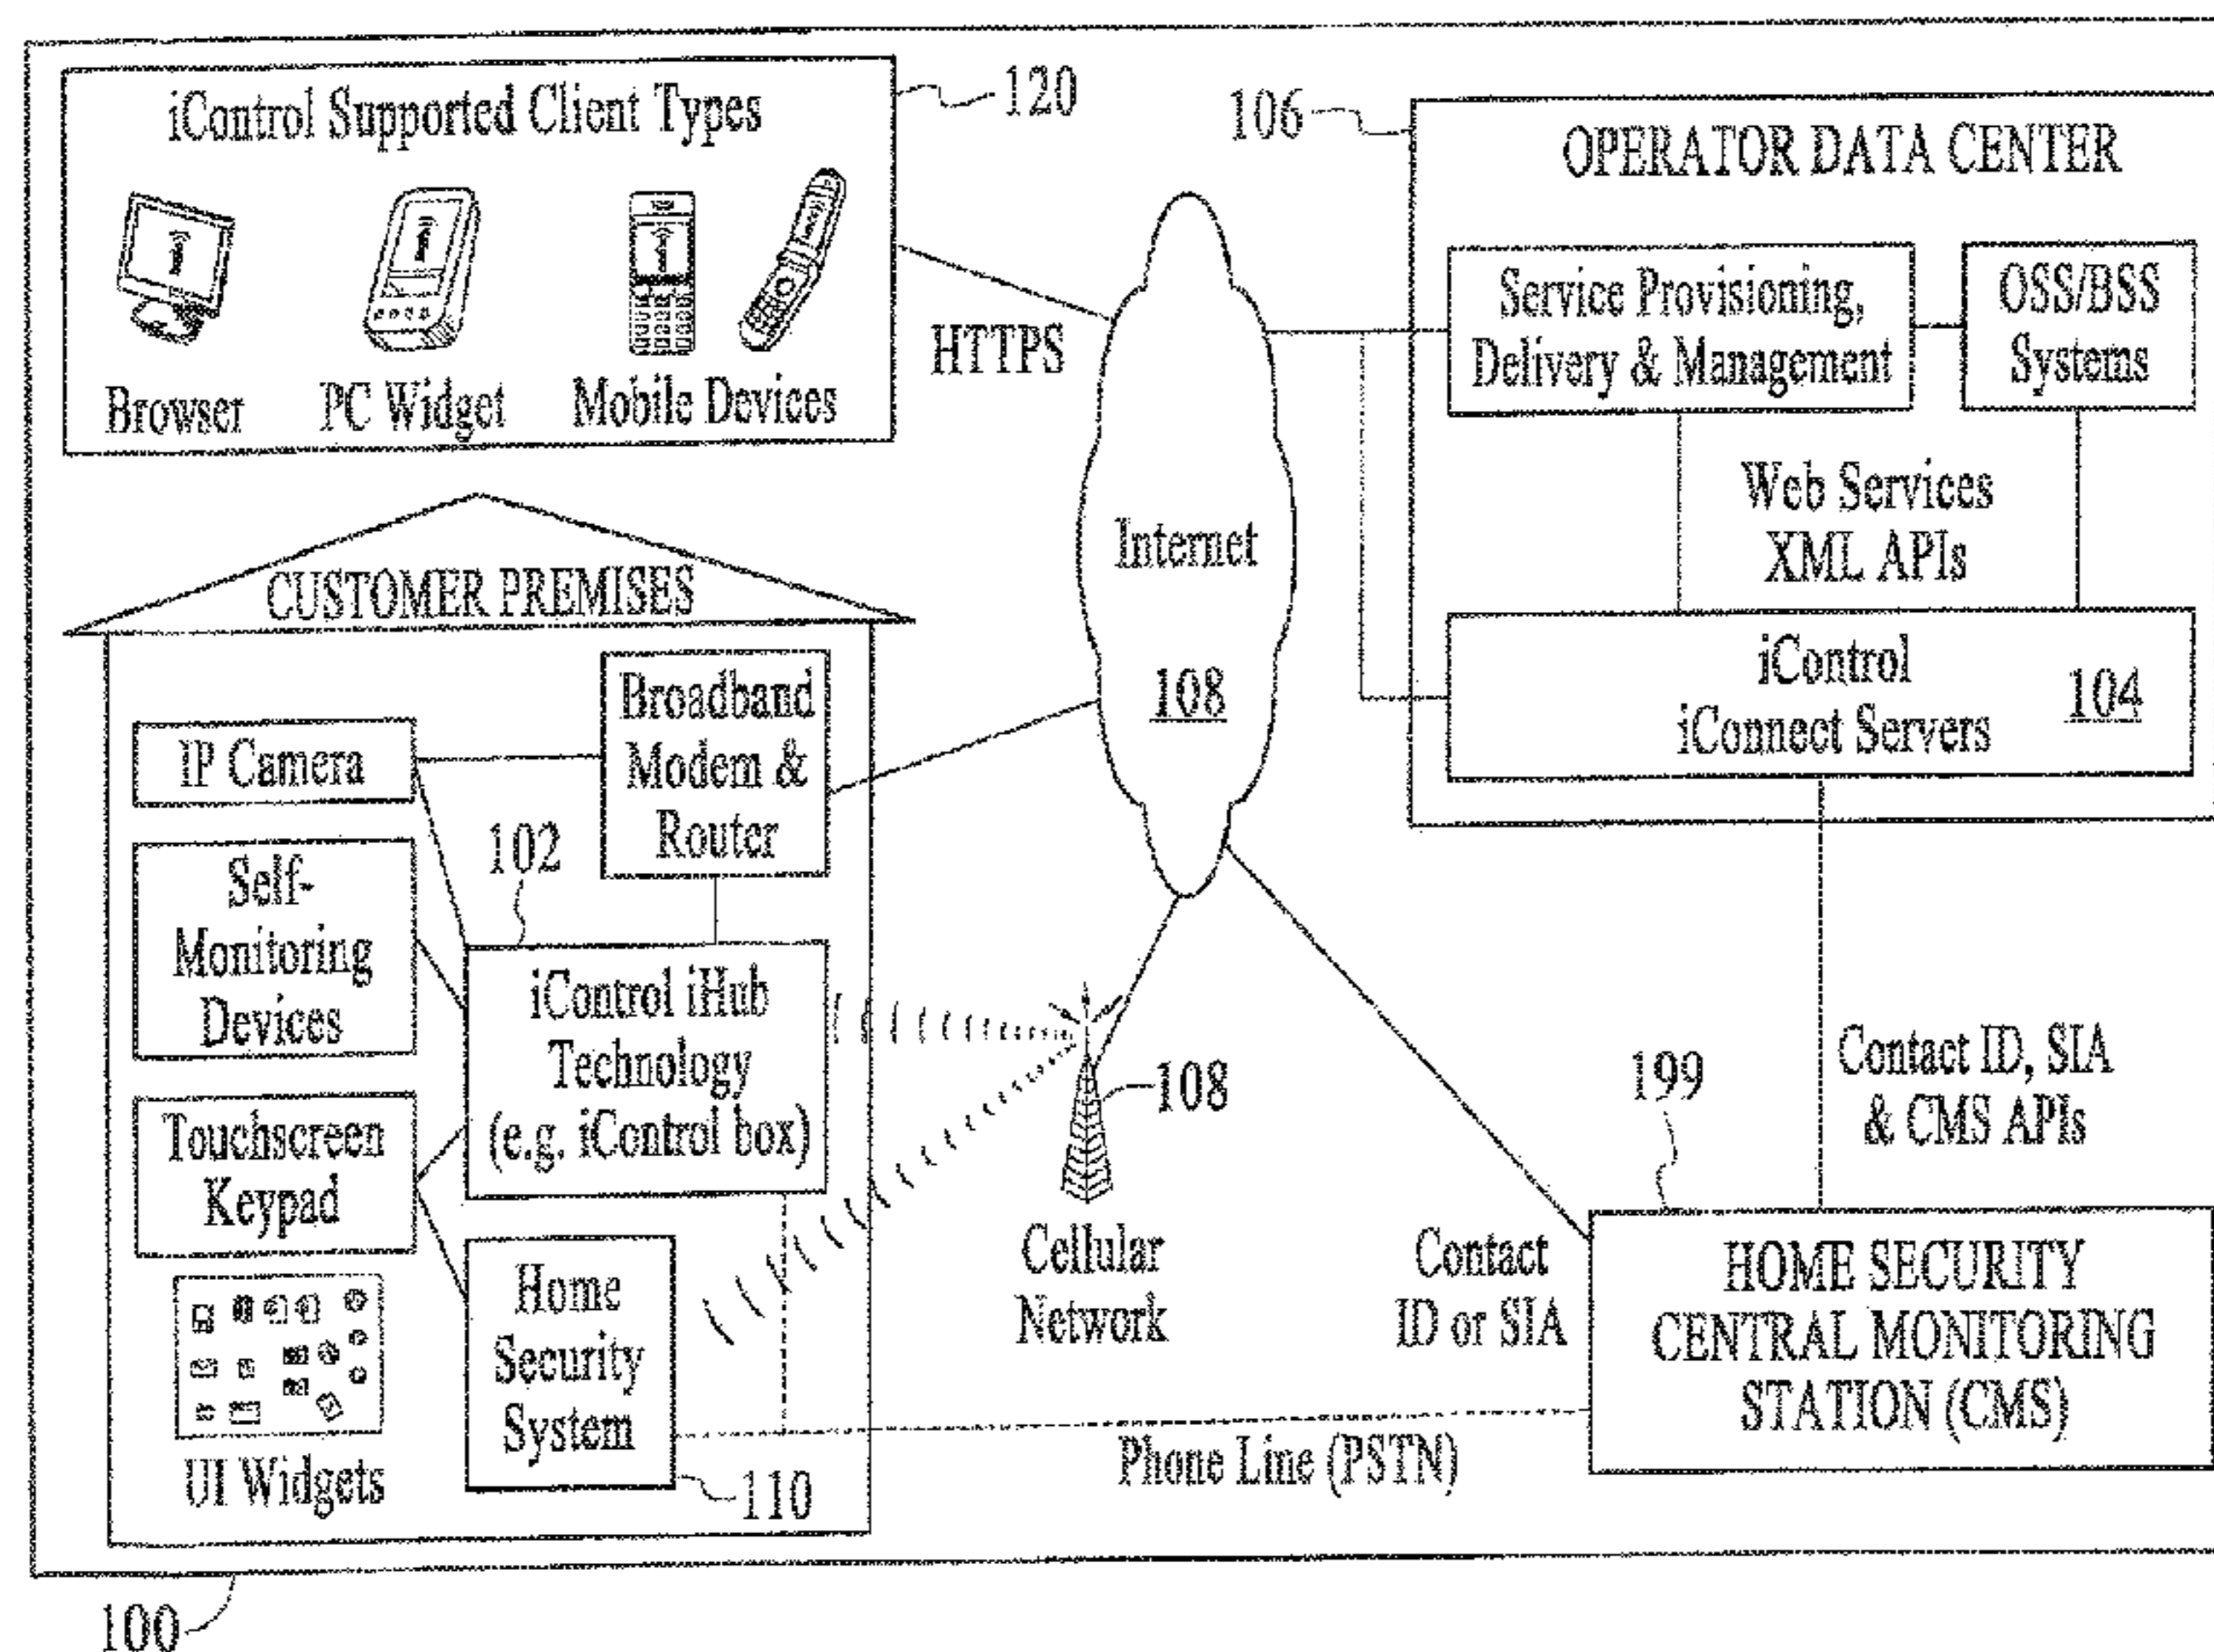 iControl Supported Client Types
120
Browser
PC Widget
Mobile Devices
HTTPS
106
OPERATOR DATA CENTER
Service Provisioning,
Delivery & Management
OSS/BSS
Systems
Web Services
XML APIs
iControl
iConnect Servers
104
Internet
108
CUSTOMER PREMISES
Broadband
Modem &
Router
IP Camera
102
Self-
Monitoring
Devices
iControl iHub
Technology
(e.g. iControl box)
Touchscreen
Keypad
Home
Security
System
110
UI Widgets
108
Cellular
Network
Contact ID, SIA
& CMS APIs
199
Contact
ID or SIA
HOME SECURITY
CENTRAL MONITORING
STATION (CMS)
Phone Line (PSTN)
100